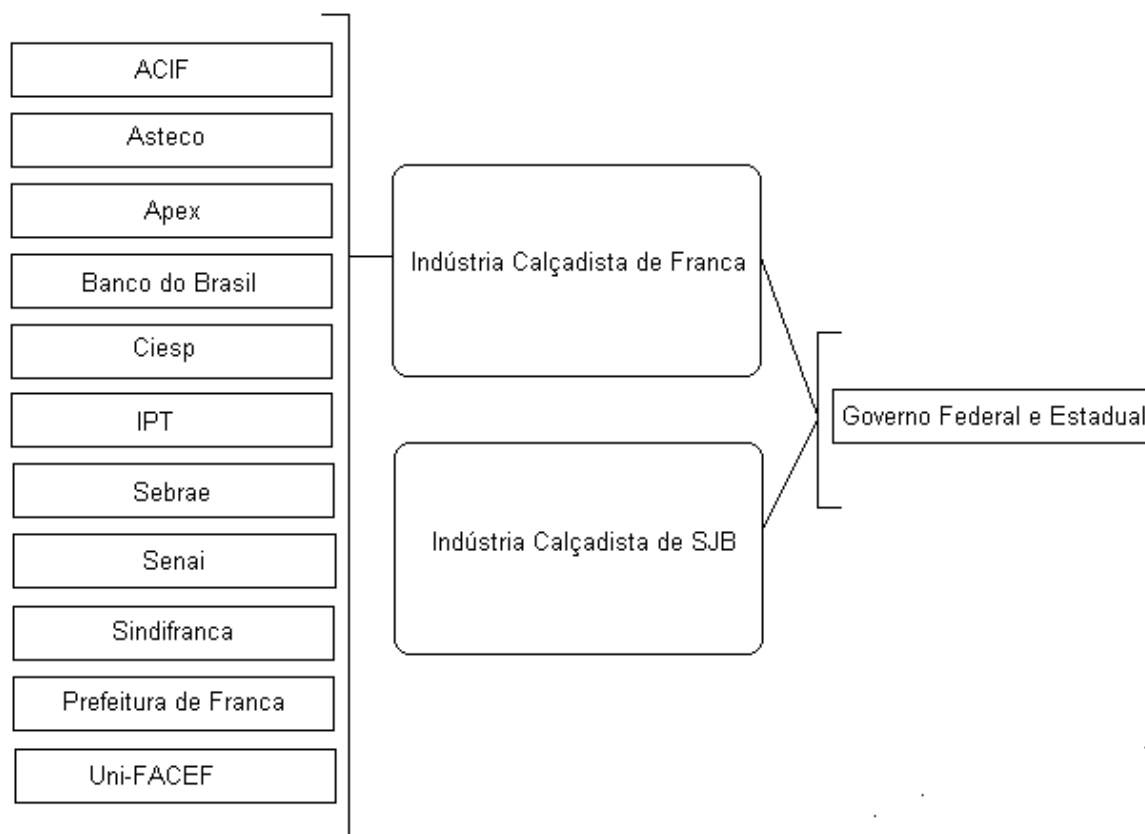 ACIF
Asteco
Apex
Banco do Brasil
Ciesp
IPT
Sebrae
Senai
Sindifranca
Prefeitura de Franca
Uni-FACEF
Indústria Calçadista de Franca
Indústria Calçadista de SJB
Governo Federal e Estadual